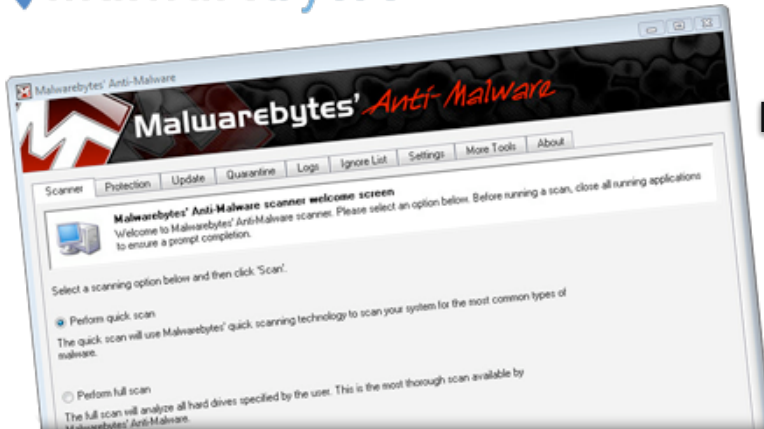 Malwarebytes' Anti-Malware
Malwarebytes' Anti-Malware
Scanner Protection Update Quarantine Logs Ignore List Settings More Tools About
Malwarebytes' Anti-Malware scanner welcome screen
Welcome to Malwarebytes' Anti-Malware scanner. Please select an option below. Before running a scan, close all running applications
to ensure a prompt completion.
Select a scanning option below and then click 'Scan'.
Perform quick scan
The quick scan will use Malwarebytes' quick scanning technology to scan your system for the most common types of
malware.
Perform full scan
The full scan will analyze all hard drives specified by the user. This is the most thorough scan available by
Malwarebytes' Anti-Malware.